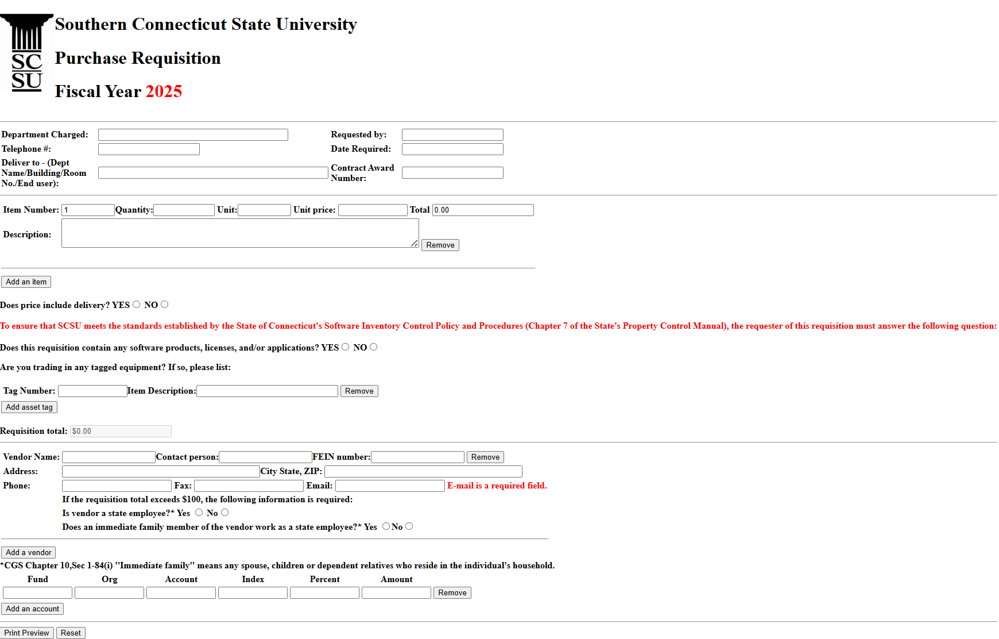 SC
SU
Southern Connecticut State University
Purchase Requisition
Fiscal Year 2025
Department Charged: Requested by:
Telephone #: Date Required:
Deliver to - (Dept
Name/Building/Room
No./End user):
Contract Award
Number:
Item Number: 1 Quantity: Unit: Unit price: Total 0.00
Description: Remove
Add an item
Does price include delivery? YES NO
To ensure that SCSU meets the standards established by the State of Connecticut's Software Inventory Control Policy and Procedures (Chapter 7 of the State's Property Control Manual), the requester of this requisition must answer the following question:
Does this requisition contain any software products, licenses, and/or applications? YES NO
Are you trading in any tagged equipment? If so, please list:
Tag Number: Item Description: Remove
Add asset tag
Requisition total: $0.00
Vendor Name: Contact person: FEIN number: Remove
Address: City State, ZIP:
Phone: Fax: Email: E-mail is a required field.
If the requisition total exceeds $100, the following information is required:
Is vendor a state employee?* Yes No
Does an immediate family member of the vendor work as a state employee?* Yes No
Add a vendor
*CGS Chapter 10,Sec 1-84(i) "Immediate family" means any spouse, children or dependent relatives who reside in the individual's household.
Fund Org Account Index Percent Amount
Remove
Add an account
Print Preview Reset